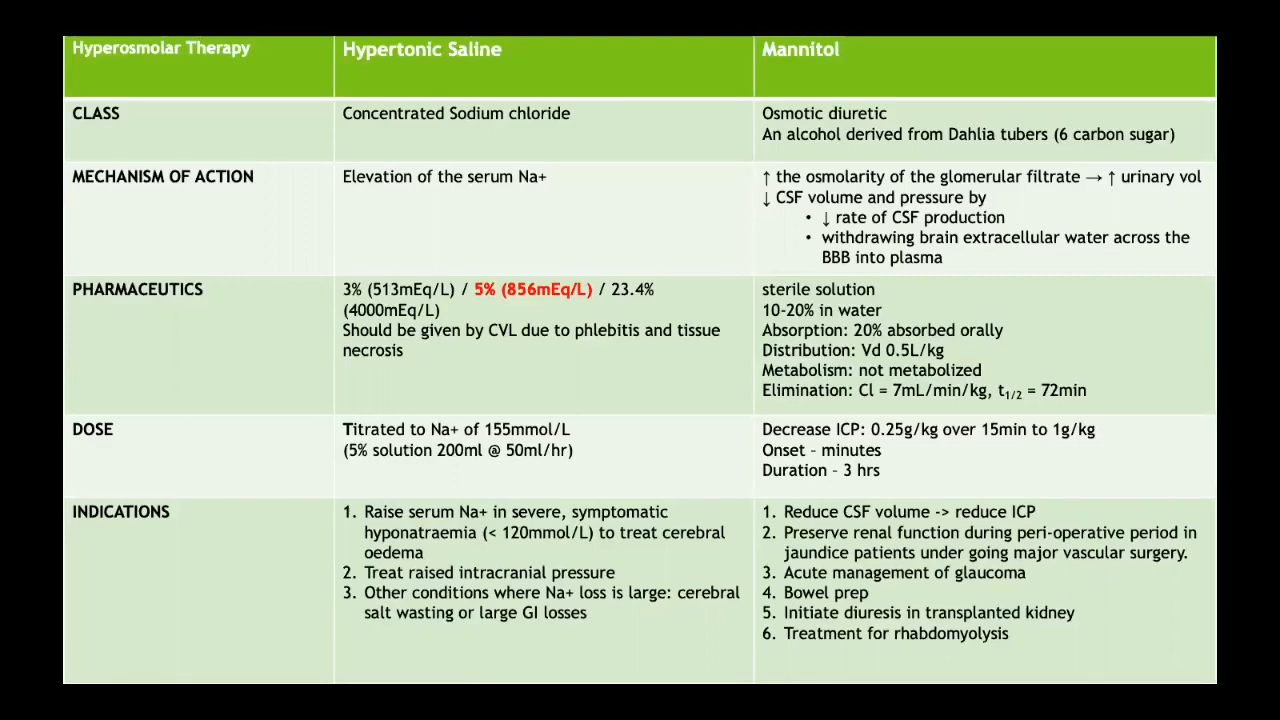 Hyperosmolar Therapy
Hypertonic Saline
Mannitol
CLASS
Concentrated Sodium chloride
Osmotic diuretic
An alcohol derived from Dahlia tubers (6 carbon sugar)
MECHANISM OF ACTION
Elevation of the serum Na+
↑ the osmolarity of the glomerular filtrate → ↑ urinary vol
↓ CSF volume and pressure by
• ↓ rate of CSF production
• withdrawing brain extracellular water across the
BBB into plasma
PHARMACEUTICS
3% (513mEq/L) / 5% (856mEq/L) / 23.4%
(4000mEq/L)
Should be given by CVL due to phlebitis and tissue
necrosis
sterile solution
10-20% in water
Absorption: 20% absorbed orally
Distribution: Vd 0.5L/kg
Metabolism: not metabolized
Elimination: Cl = 7mL/min/kg, t1/2 = 72min
DOSE
Titrated to Na+ of 155mmol/L
(5% solution 200ml @ 50ml/hr)
Decrease ICP: 0.25g/kg over 15min to 1g/kg
Onset – minutes
Duration – 3 hrs
INDICATIONS
1. Raise serum Na+ in severe, symptomatic
hyponatraemia (< 120mmol/L) to treat cerebral
oedema
2. Treat raised intracranial pressure
3. Other conditions where Na+ loss is large: cerebral
salt wasting or large GI losses
1. Reduce CSF volume -> reduce ICP
2. Preserve renal function during peri-operative period in
jaundice patients under going major vascular surgery.
3. Acute management of glaucoma
4. Bowel prep
5. Initiate diuresis in transplanted kidney
6. Treatment for rhabdomyolysis